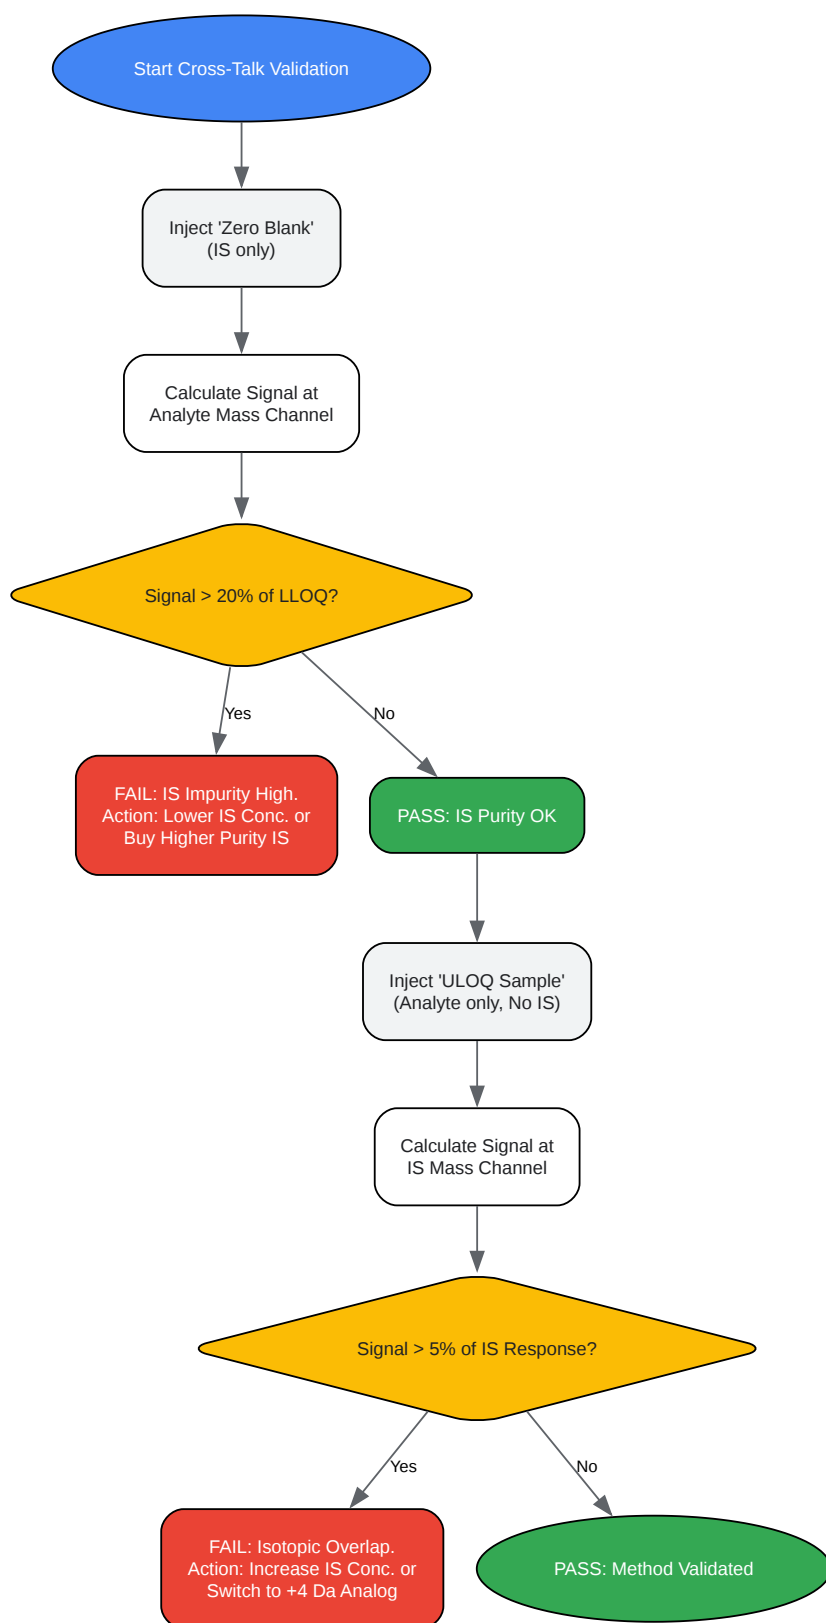 Start Cross-Talk Validation
Inject 'Zero Blank'
(IS only)
Calculate Signal at
Analyte Mass Channel
Signal > 20% of LLOQ?
Yes
No
FAIL: IS Impurity High.
Action: Lower IS Conc. or
Buy Higher Purity IS
PASS: IS Purity OK
Inject 'ULOQ Sample'
(Analyte only, No IS)
Calculate Signal at
IS Mass Channel
Signal > 5% of IS Response?
Yes
No
FAIL: Isotopic Overlap.
Action: Increase IS Conc. or
Switch to +4 Da Analog
PASS: Method Validated